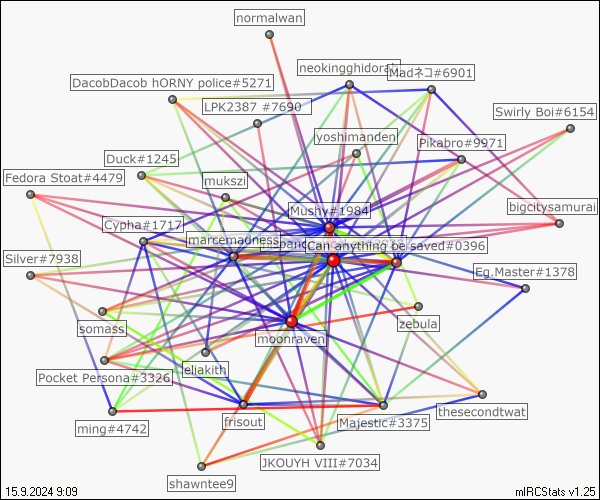 normalwan
neokingghidorah
Madネコ#6901
DacobDacob hORNY police#5271
LPK2387 #7690
Swirly Boi#6154
yoshimanden
Pikabro#9971
Duck#1245
Fedora Stoat#4479
mukszi
Mushy#1984
bigcitysamurai
Cypha#1717
marcemadness
Can anything be saved#0396
Silver#7938
Eg.Master#1378
somass
zebula
moonraven
eliakith
Pocket Persona#3326
ming#4742
frisout
Majestic#3375
thesecondtwat
JKOUYH VIII#7034
shawntee9
15.9.2024 9:09
mIRCStats v1.25